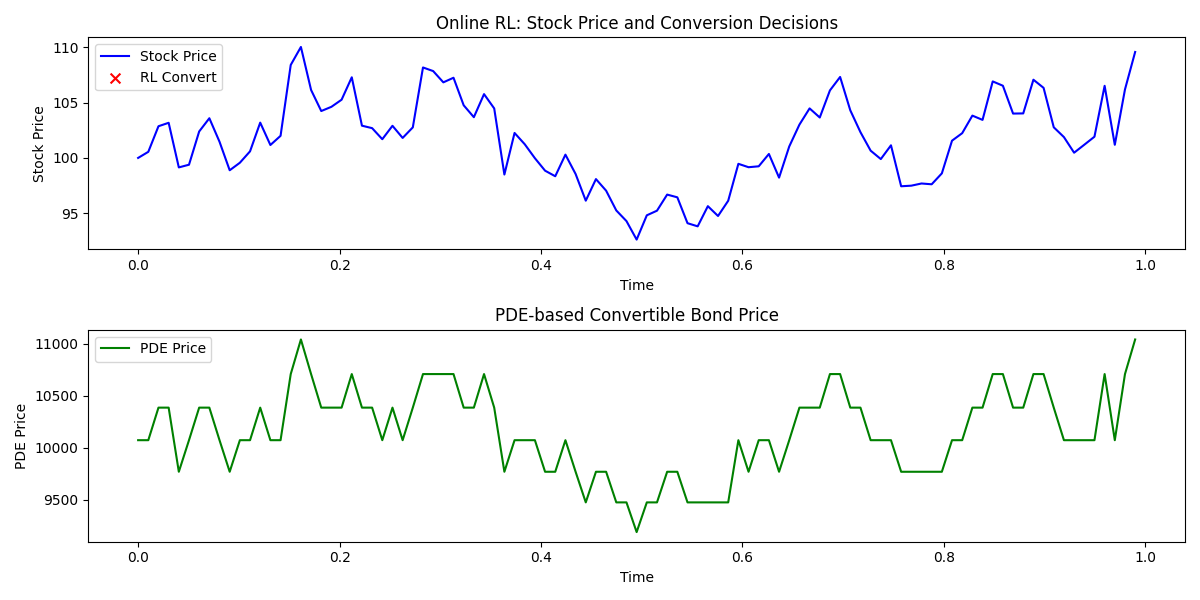 Online RL: Stock Price and Conversion Decisions
Stock Price
RL Convert
110
105
100
95
Stock Price
0.0 0.2 0.4 0.6 0.8 1.0
Time
PDE-based Convertible Bond Price
PDE Price
11000
10500
10000
9500
PDE Price
0.0 0.2 0.4 0.6 0.8 1.0
Time